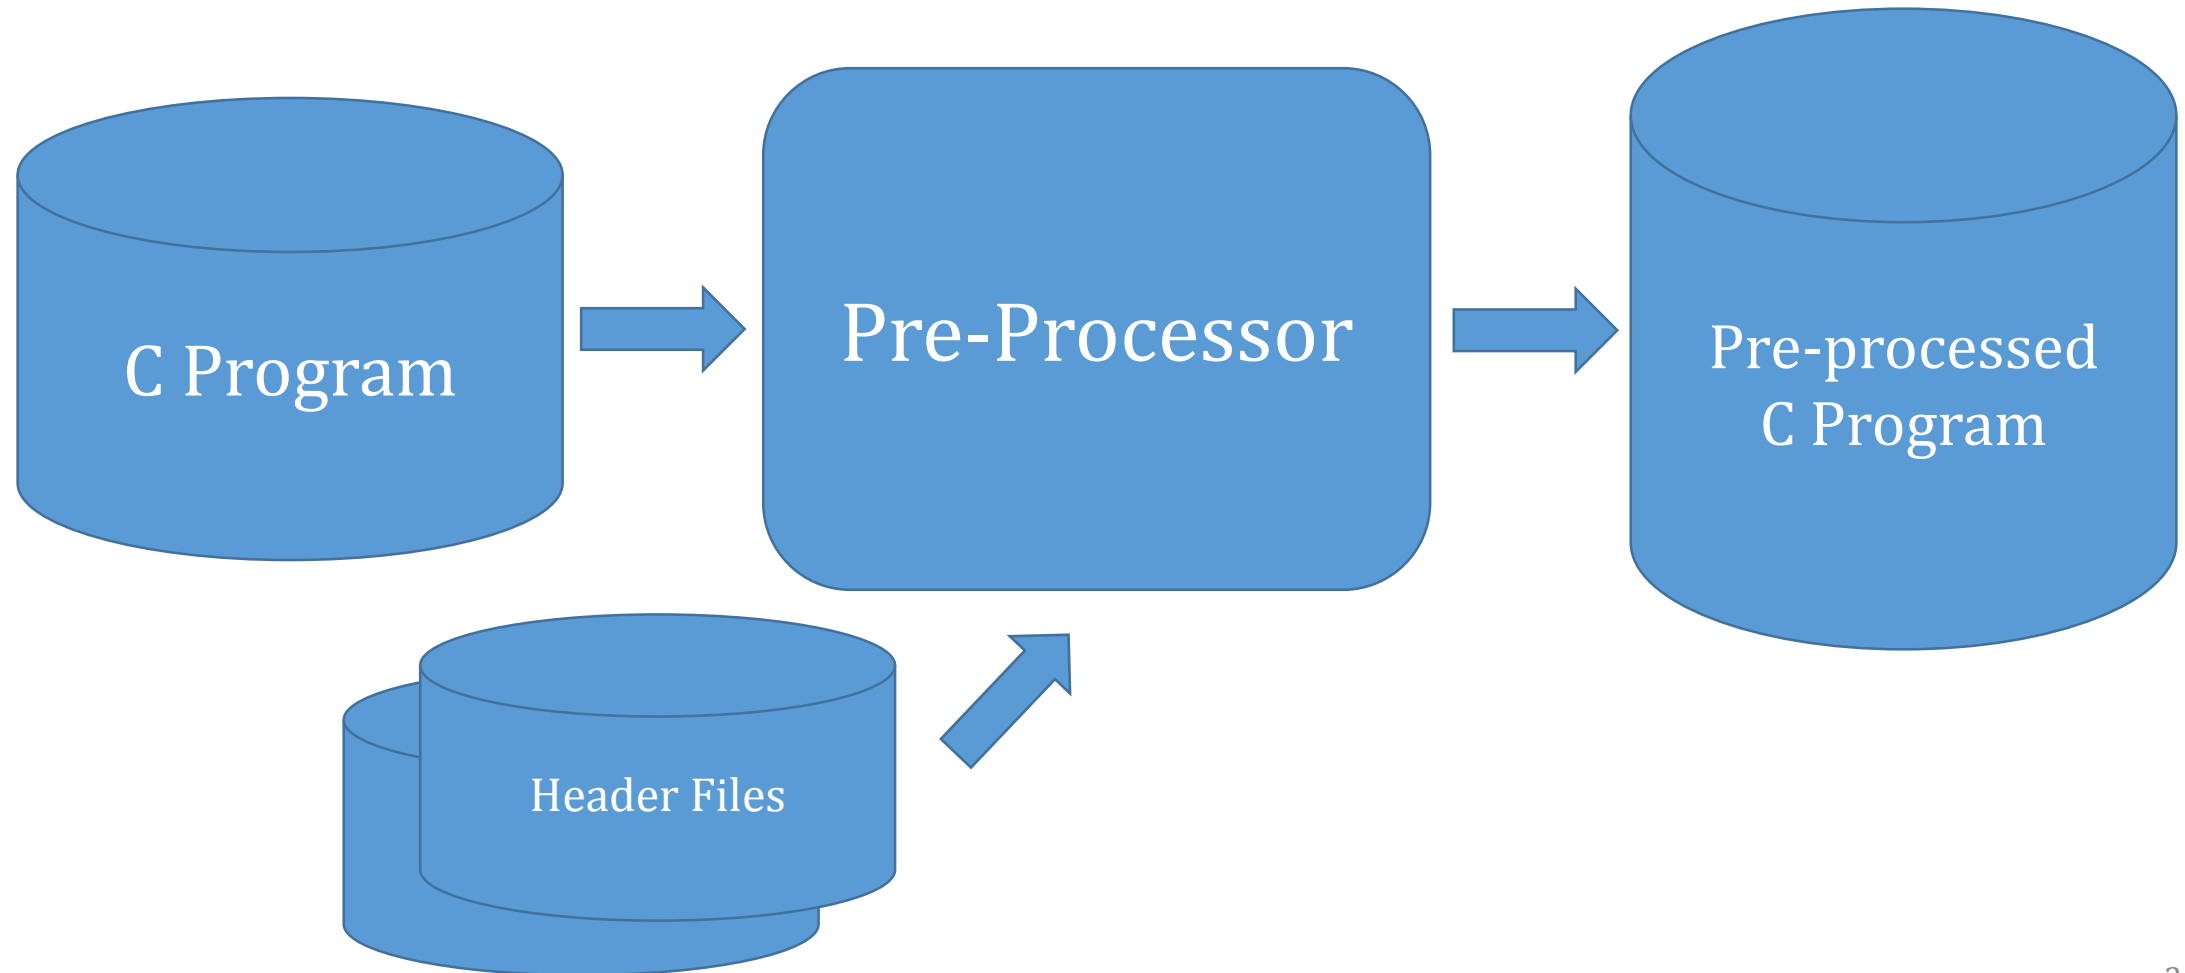 C Program
Pre-Processor
Pre-processed
C Program
Header Files